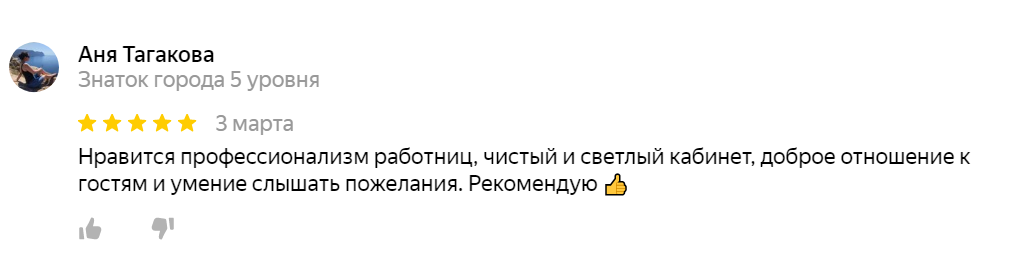 Аня Тагакова
Знаток города 5 уровня
3 марта
Нравится профессионализм работниц, чистый и светлый кабинет, доброе отношение к
гостям и умение слышать пожелания. Рекомендую 👍